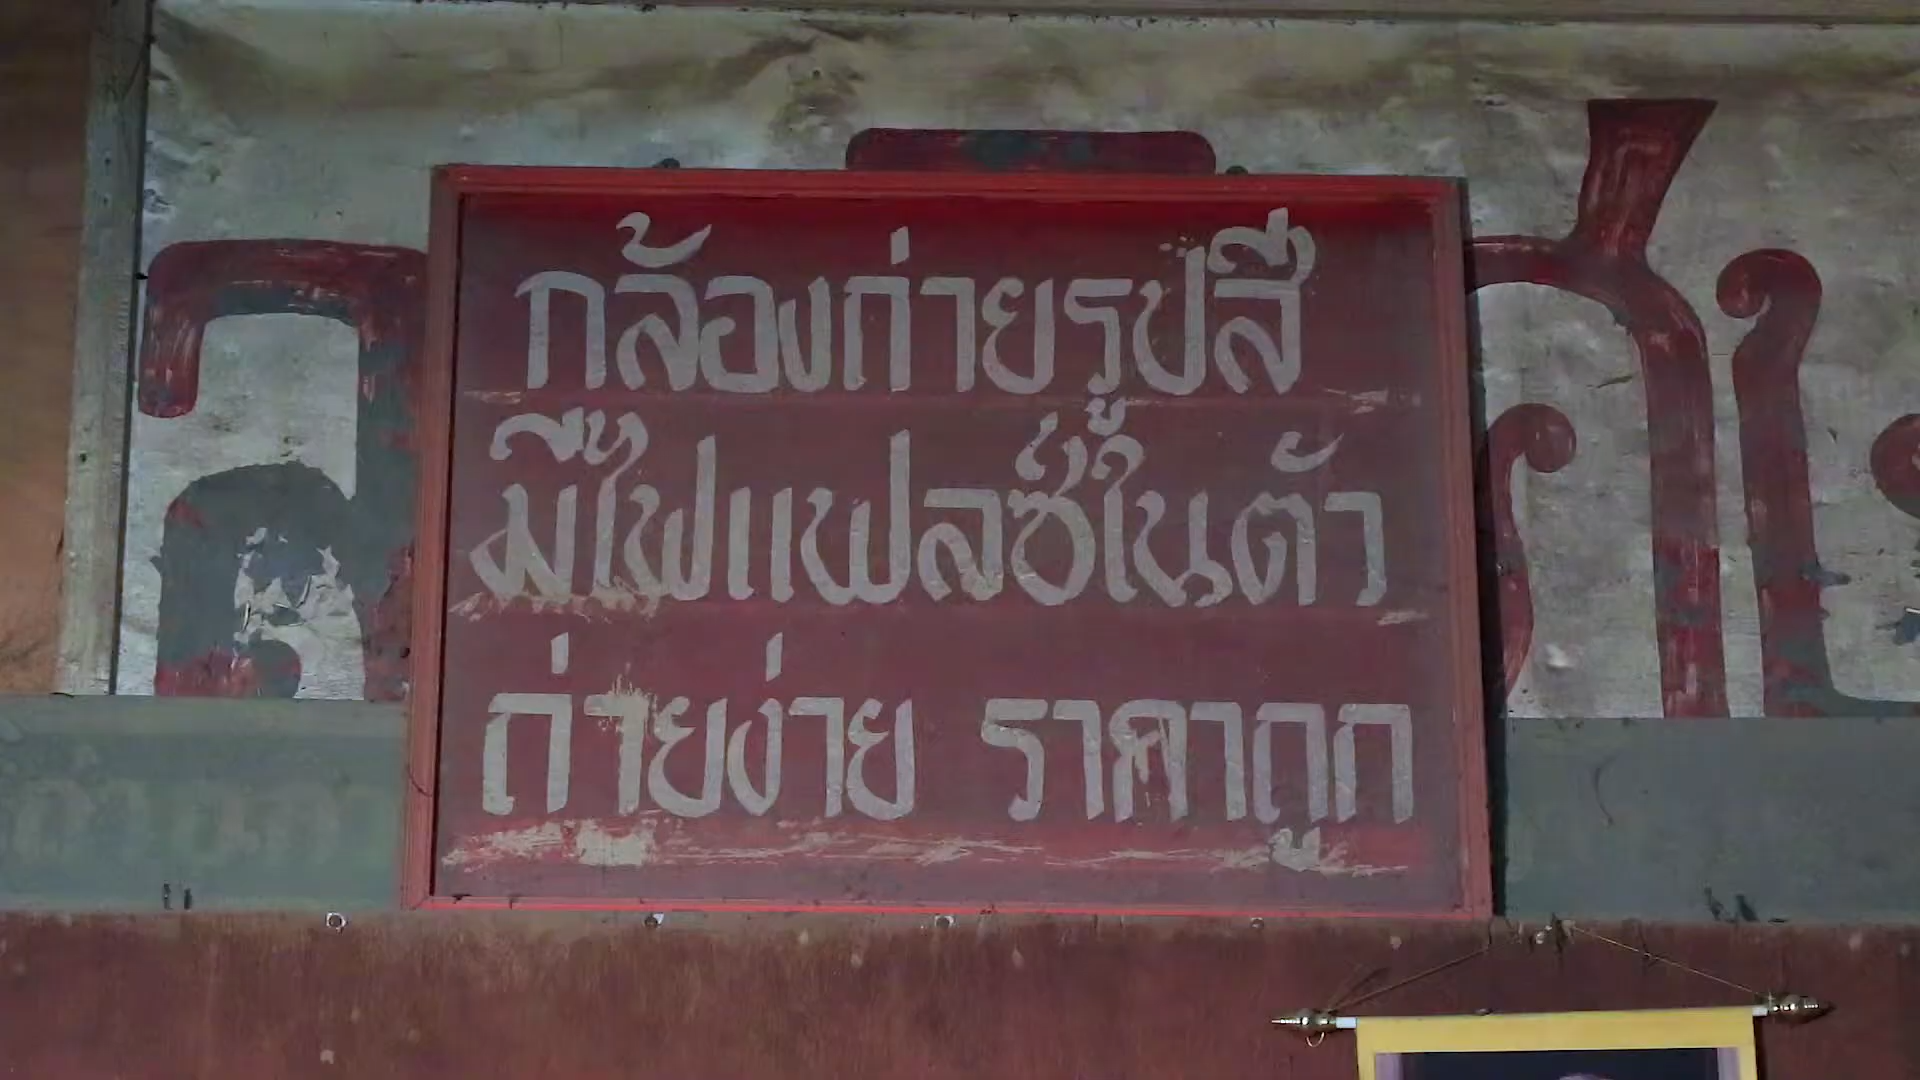 กล้องถ่ายรูปสี
มีไฟแฟลซ์ในตัว
ถ่ายง่าย ราคาถูก